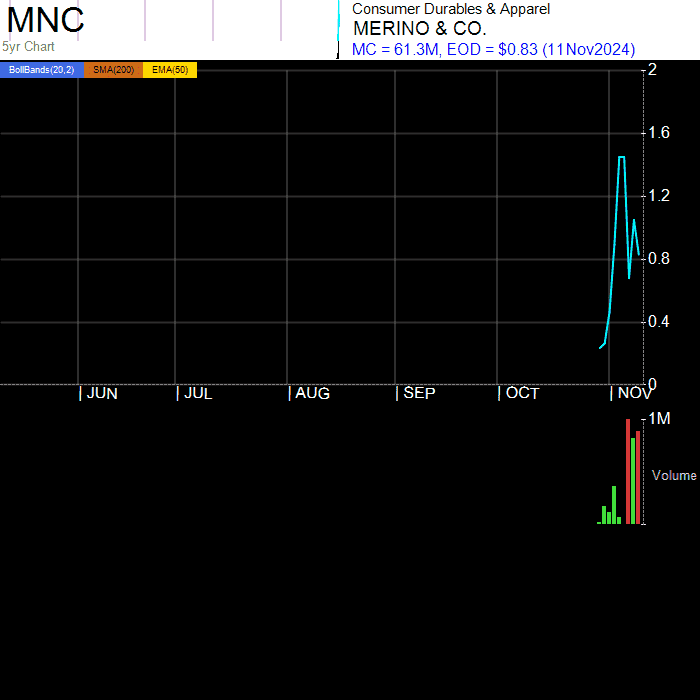 MNC
5yr Chart
Consumer Durables & Apparel
MERINO & CO.
MC = 61.3M, EOD = $0.83 (11Nov2024)
BollBands(20,2) SMA(200) EMA(50)
2
1.6
1.2
0.8
0.4
0
| JUN | JUL | AUG | SEP | OCT | NOV
1M
Volume